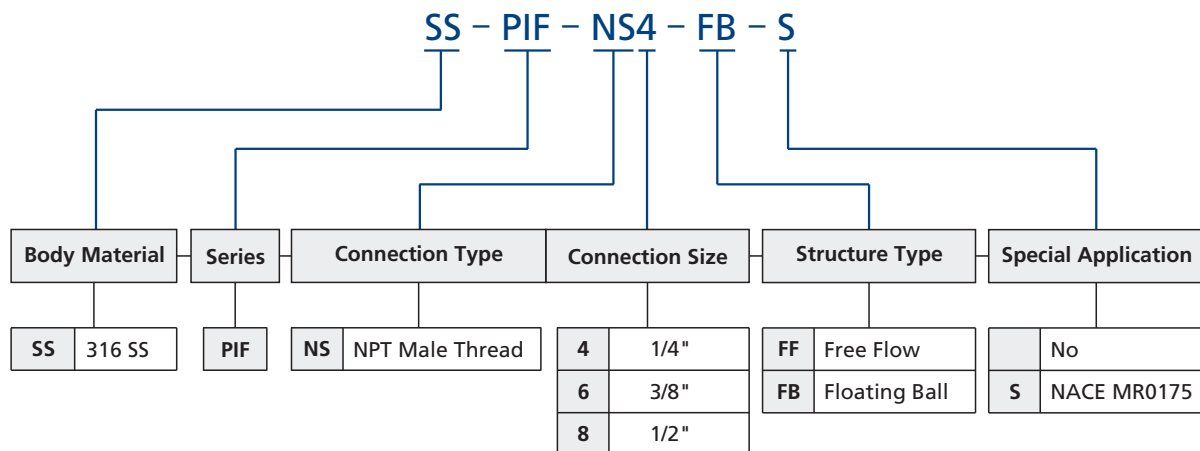 SS – PIF – NS4 – FB – S
Body Material Series Connection Type Connection Size Structure Type Special Application
SS 316 SS PIF NS NPT Male Thread 4 1/4" FF Free Flow No
6 3/8" FB Floating Ball S NACE MR0175
8 1/2"